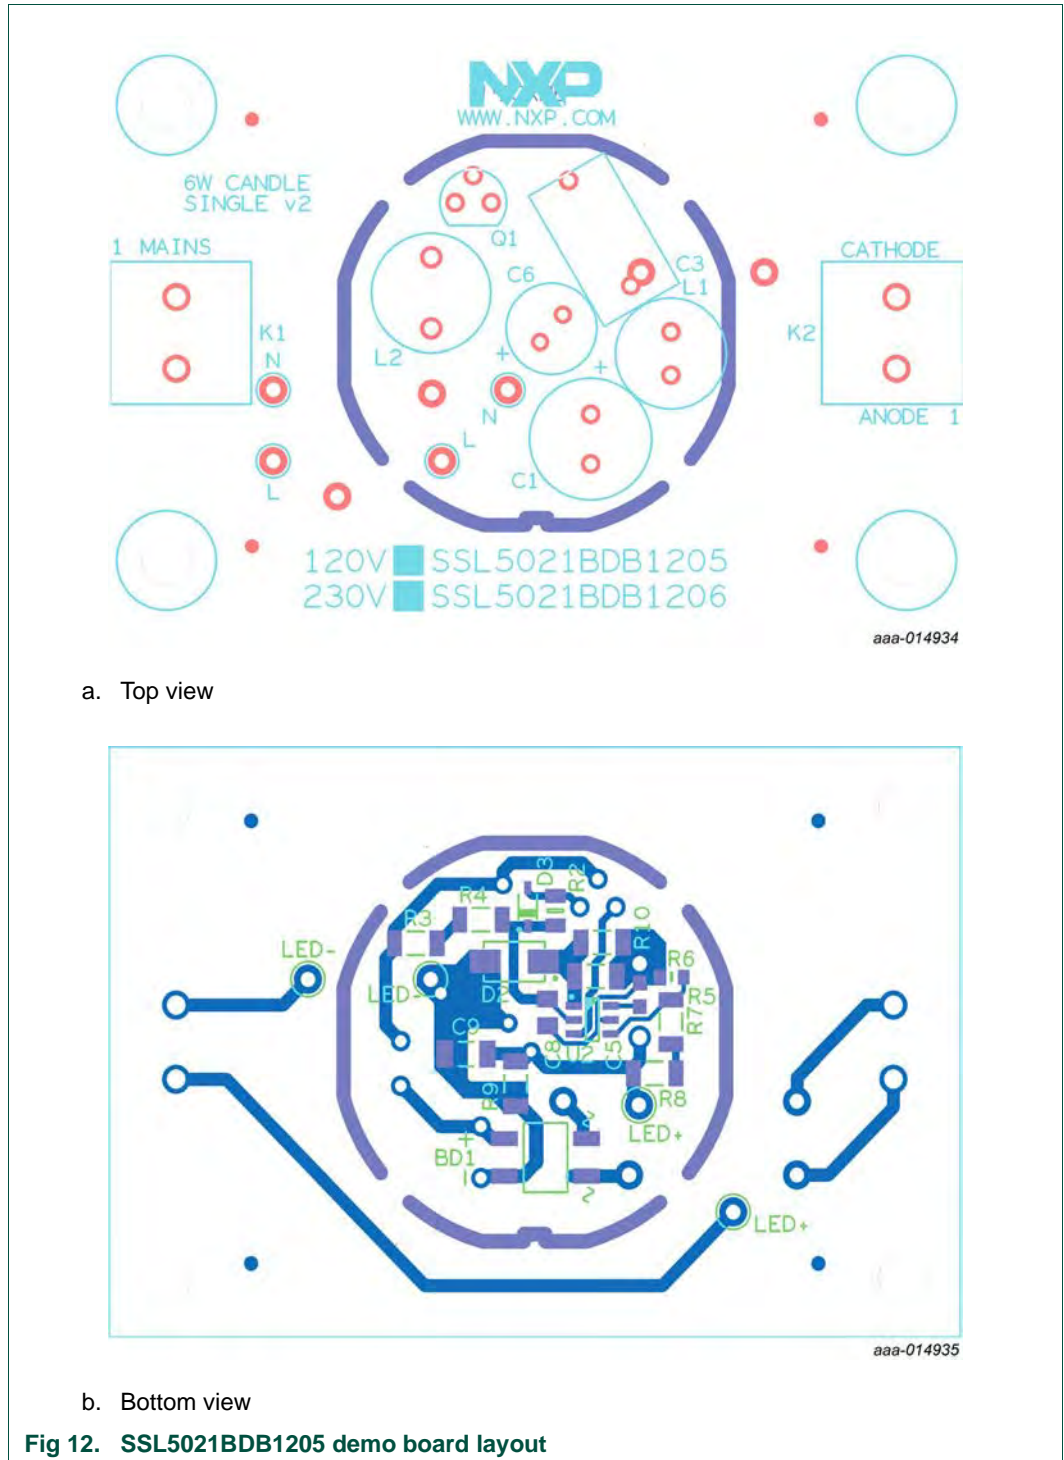 NXP
WWW.NXP.COM
6W CANDLE
SINGLE v2
Q1
1 MAINS
C6
C3
CATHODE
L1
K1
K2
N
L2
+
+
N
ANODE 1
L
C1
L
120V SSL5021BDB1205
230V SSL5021BDB1206
aaa-014934
a. Top view
D3
R2
R4
R3
R10
LED-
R6
LED-
D2
R5
R7
C9
C8
U2
C5
R9
R8
LED+
+
BD1
-
~
~
LED+
aaa-014935
b. Bottom view
Fig 12. SSL5021BDB1205 demo board layout